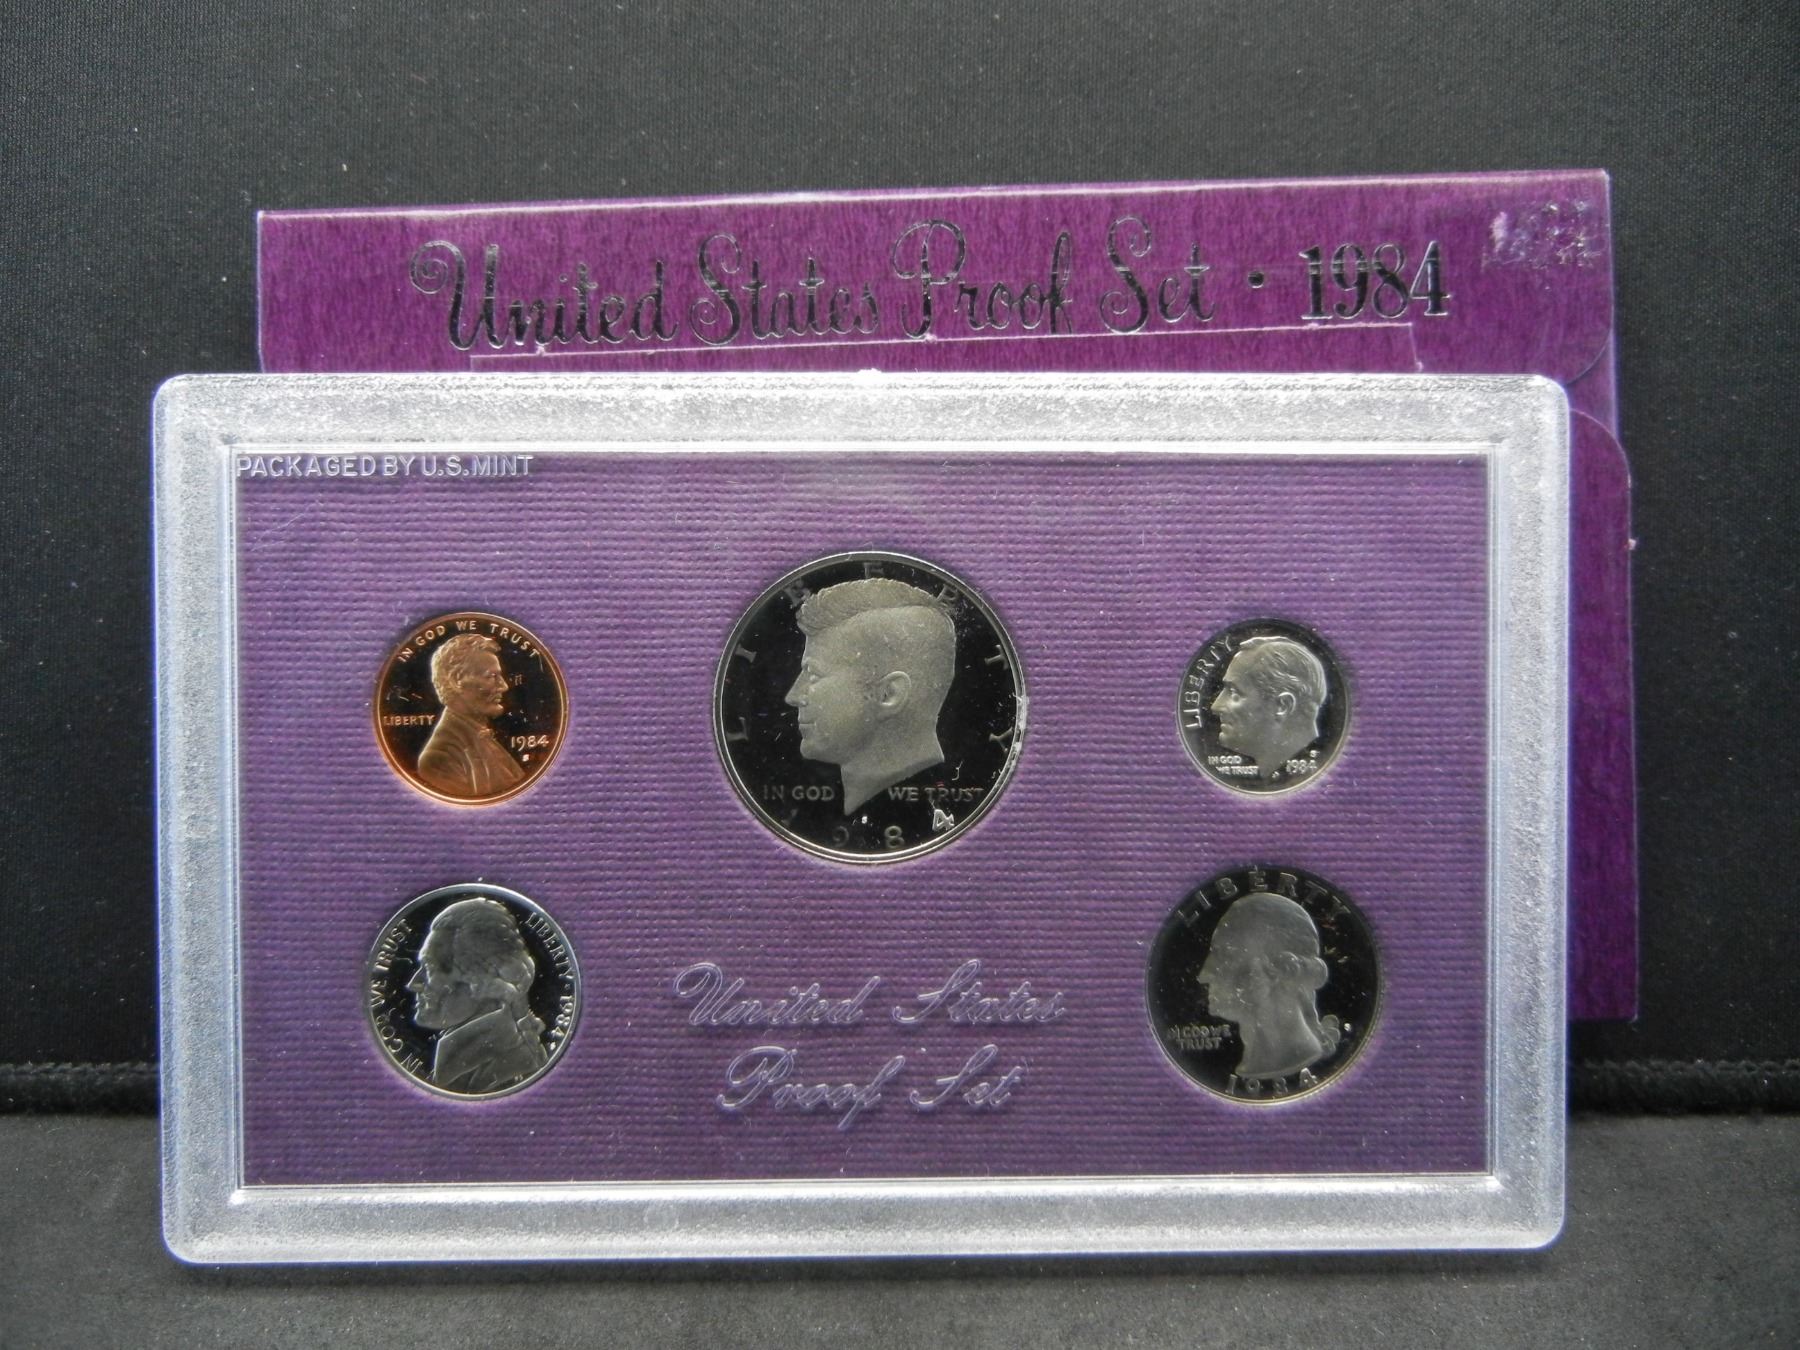 United States Proof Set · 1984
PACKAGED BY U.S. MINT
IN GOD WE TRUST
LIBERTY
1984
S
LIBERTY
IN GOD WE TRUST
S
1984
LIBERTY
IN GOD
WE TRUST
S
1984
IN GOD WE TRUST
LIBERTY · 1984
S
LIBERTY
IN GOD WE
TRUST
S
1984
United States
Proof Set